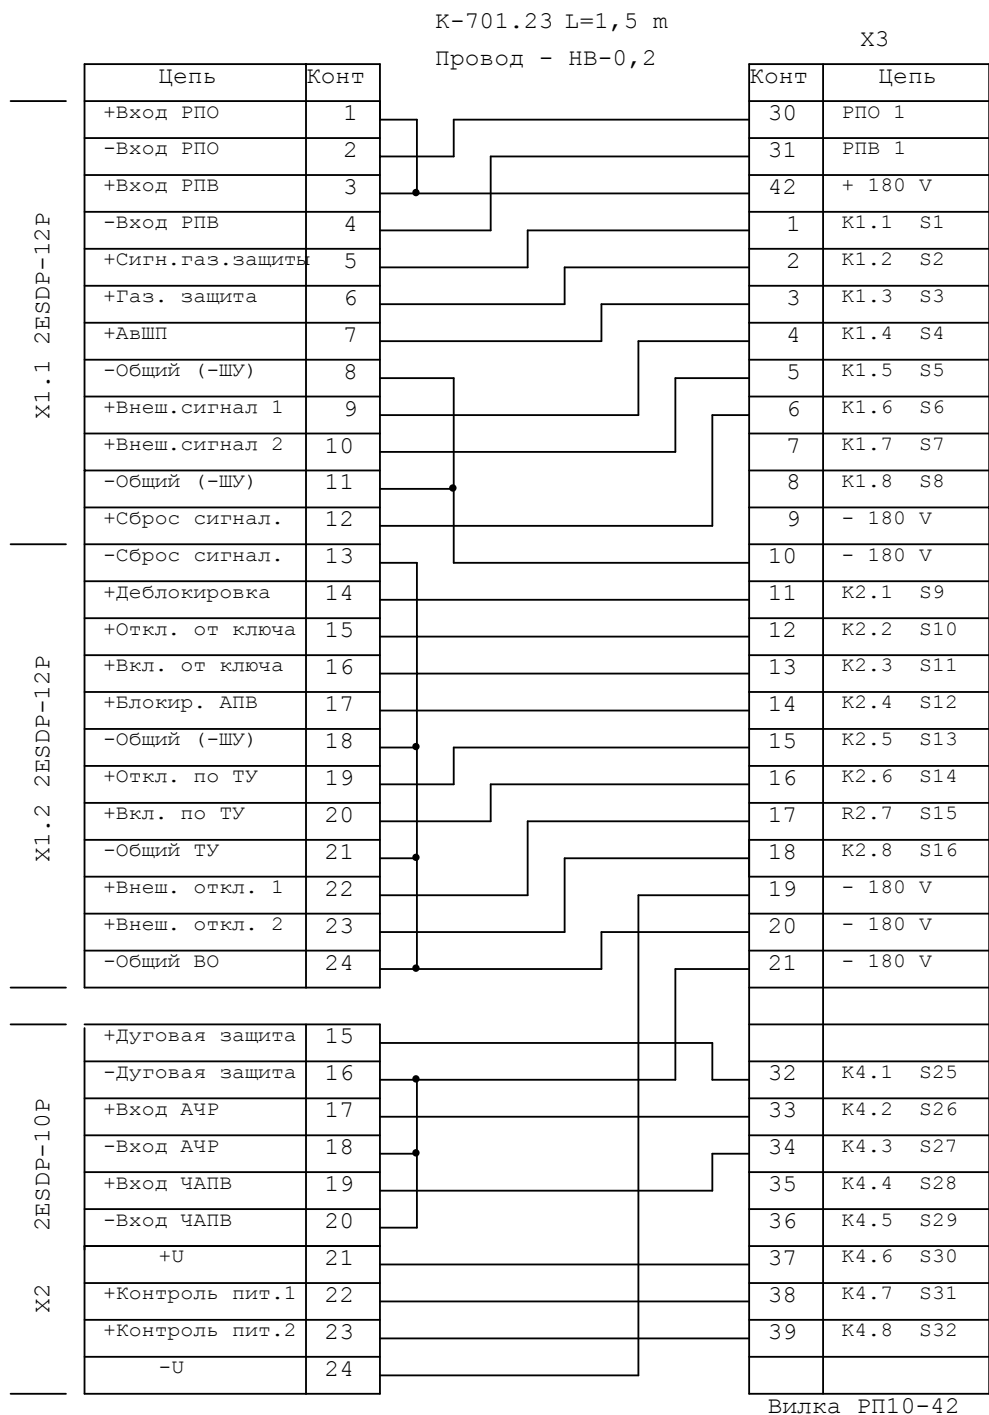 К-701.23 L=1,5 m
Провод - НВ-0,2
X3
Цепь Конт
+Вход РПО 1
-Вход РПО 2
+Вход РПВ 3
-Вход РПВ 4
+Сигн.газ.защиты 5
+Газ. защита 6
+АвШП 7
-Общий (-ШУ) 8
+Внеш.сигнал 1 9
+Внеш.сигнал 2 10
-Общий (-ШУ) 11
+Сброс сигнал. 12
-Сброс сигнал. 13
+Деблокировка 14
+Откл. от ключа 15
+Вкл. от ключа 16
+Блокир. АПВ 17
-Общий (-ШУ) 18
+Откл. по ТУ 19
+Вкл. по ТУ 20
-Общий ТУ 21
+Внеш. откл. 1 22
+Внеш. откл. 2 23
-Общий ВО 24
X1.1 2ESDP-12P
X1.2 2ESDP-12P
+Дуговая защита 15
-Дуговая защита 16
+Вход АЧР 17
-Вход АЧР 18
+Вход ЧАПВ 19
-Вход ЧАПВ 20
+U 21
+Контроль пит.1 22
+Контроль пит.2 23
-U 24
X2 2ESDP-10P
Конт Цепь
30 РПО 1
31 РПВ 1
42 + 180 V
1 K1.1 S1
2 K1.2 S2
3 K1.3 S3
4 K1.4 S4
5 K1.5 S5
6 K1.6 S6
7 K1.7 S7
8 K1.8 S8
9 - 180 V
10 - 180 V
11 K2.1 S9
12 K2.2 S10
13 K2.3 S11
14 K2.4 S12
15 K2.5 S13
16 K2.6 S14
17 R2.7 S15
18 K2.8 S16
19 - 180 V
20 - 180 V
21 - 180 V
32 K4.1 S25
33 K4.2 S26
34 K4.3 S27
35 K4.4 S28
36 K4.5 S29
37 K4.6 S30
38 K4.7 S31
39 K4.8 S32
Вилка РП10-42